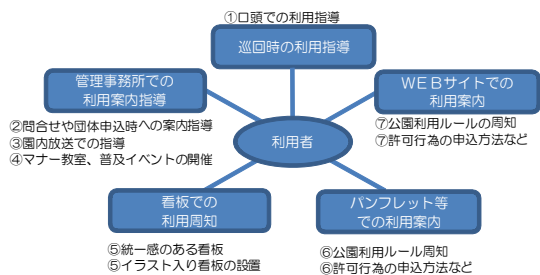 ①口頭での利用指導
巡回時の利用指導
管理事務所での
利用案内指導
②問合せや団体申込時への案内指導
③園内放送での指導
④マナー教室、普及イベントの開催
WEBサイトでの
利用案内
⑦公園利用ルールの周知
⑦許可行為の申込方法など
利用者
看板での
利用周知
⑤統一感のある看板
⑤イラスト入り看板の設置
パンフレット等
での利用案内
⑥公園利用ルール周知
⑥許可行為の申込方法など